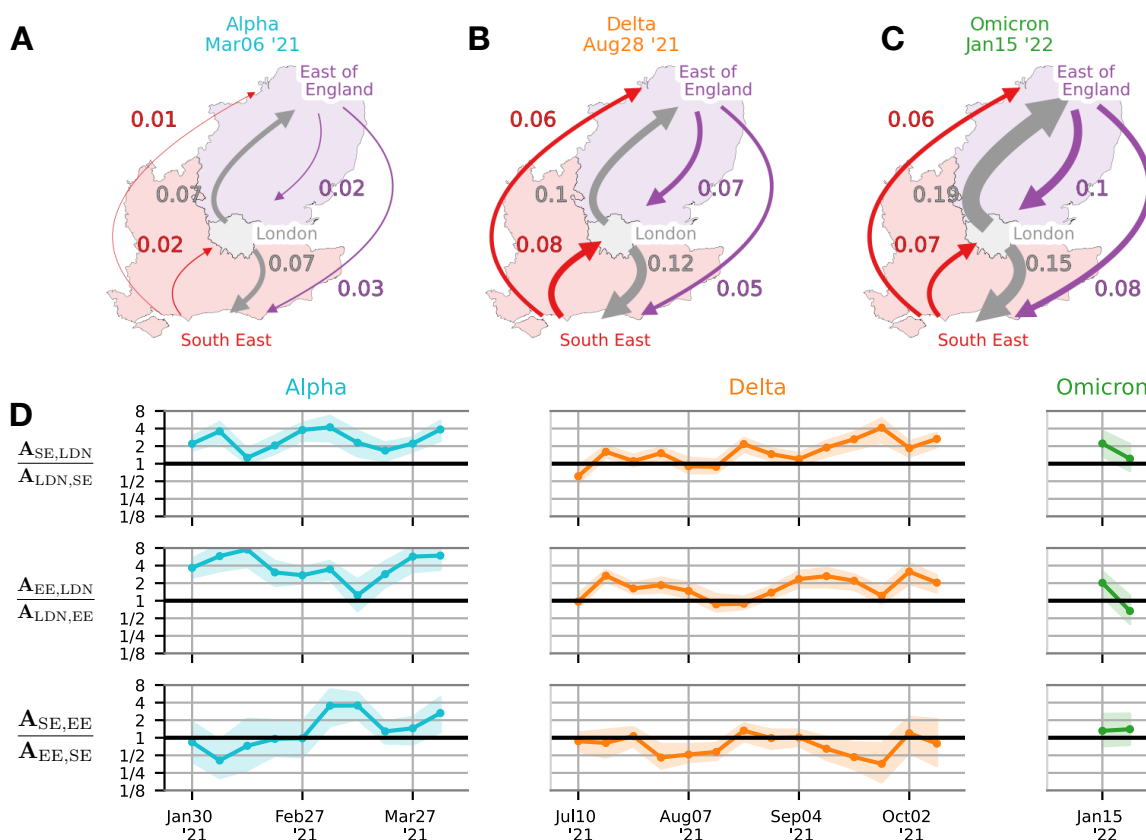 A
Alpha
Mar06 '21
East of
England
0.01
0.07
0.02
0.02
London
0.07
0.03
South East
B
Delta
Aug28 '21
East of
England
0.06
0.1
0.07
0.08
London
0.12
0.05
South East
C
Omicron
Jan15 '22
East of
England
0.06
0.19
0.1
0.07
London
0.15
0.08
South East
D
Alpha
Delta
Omicron
A_SE,LDN
A_LDN,SE
8
4
2
1
1/2
1/4
1/8
A_EE,LDN
A_LDN,EE
8
4
2
1
1/2
1/4
1/8
A_SE,EE
A_EE,SE
8
4
2
1
1/2
1/4
1/8
Jan30
'21
Feb27
'21
Mar27
'21
Jul10
'21
Aug07
'21
Sep04
'21
Oct02
'21
Jan15
'22